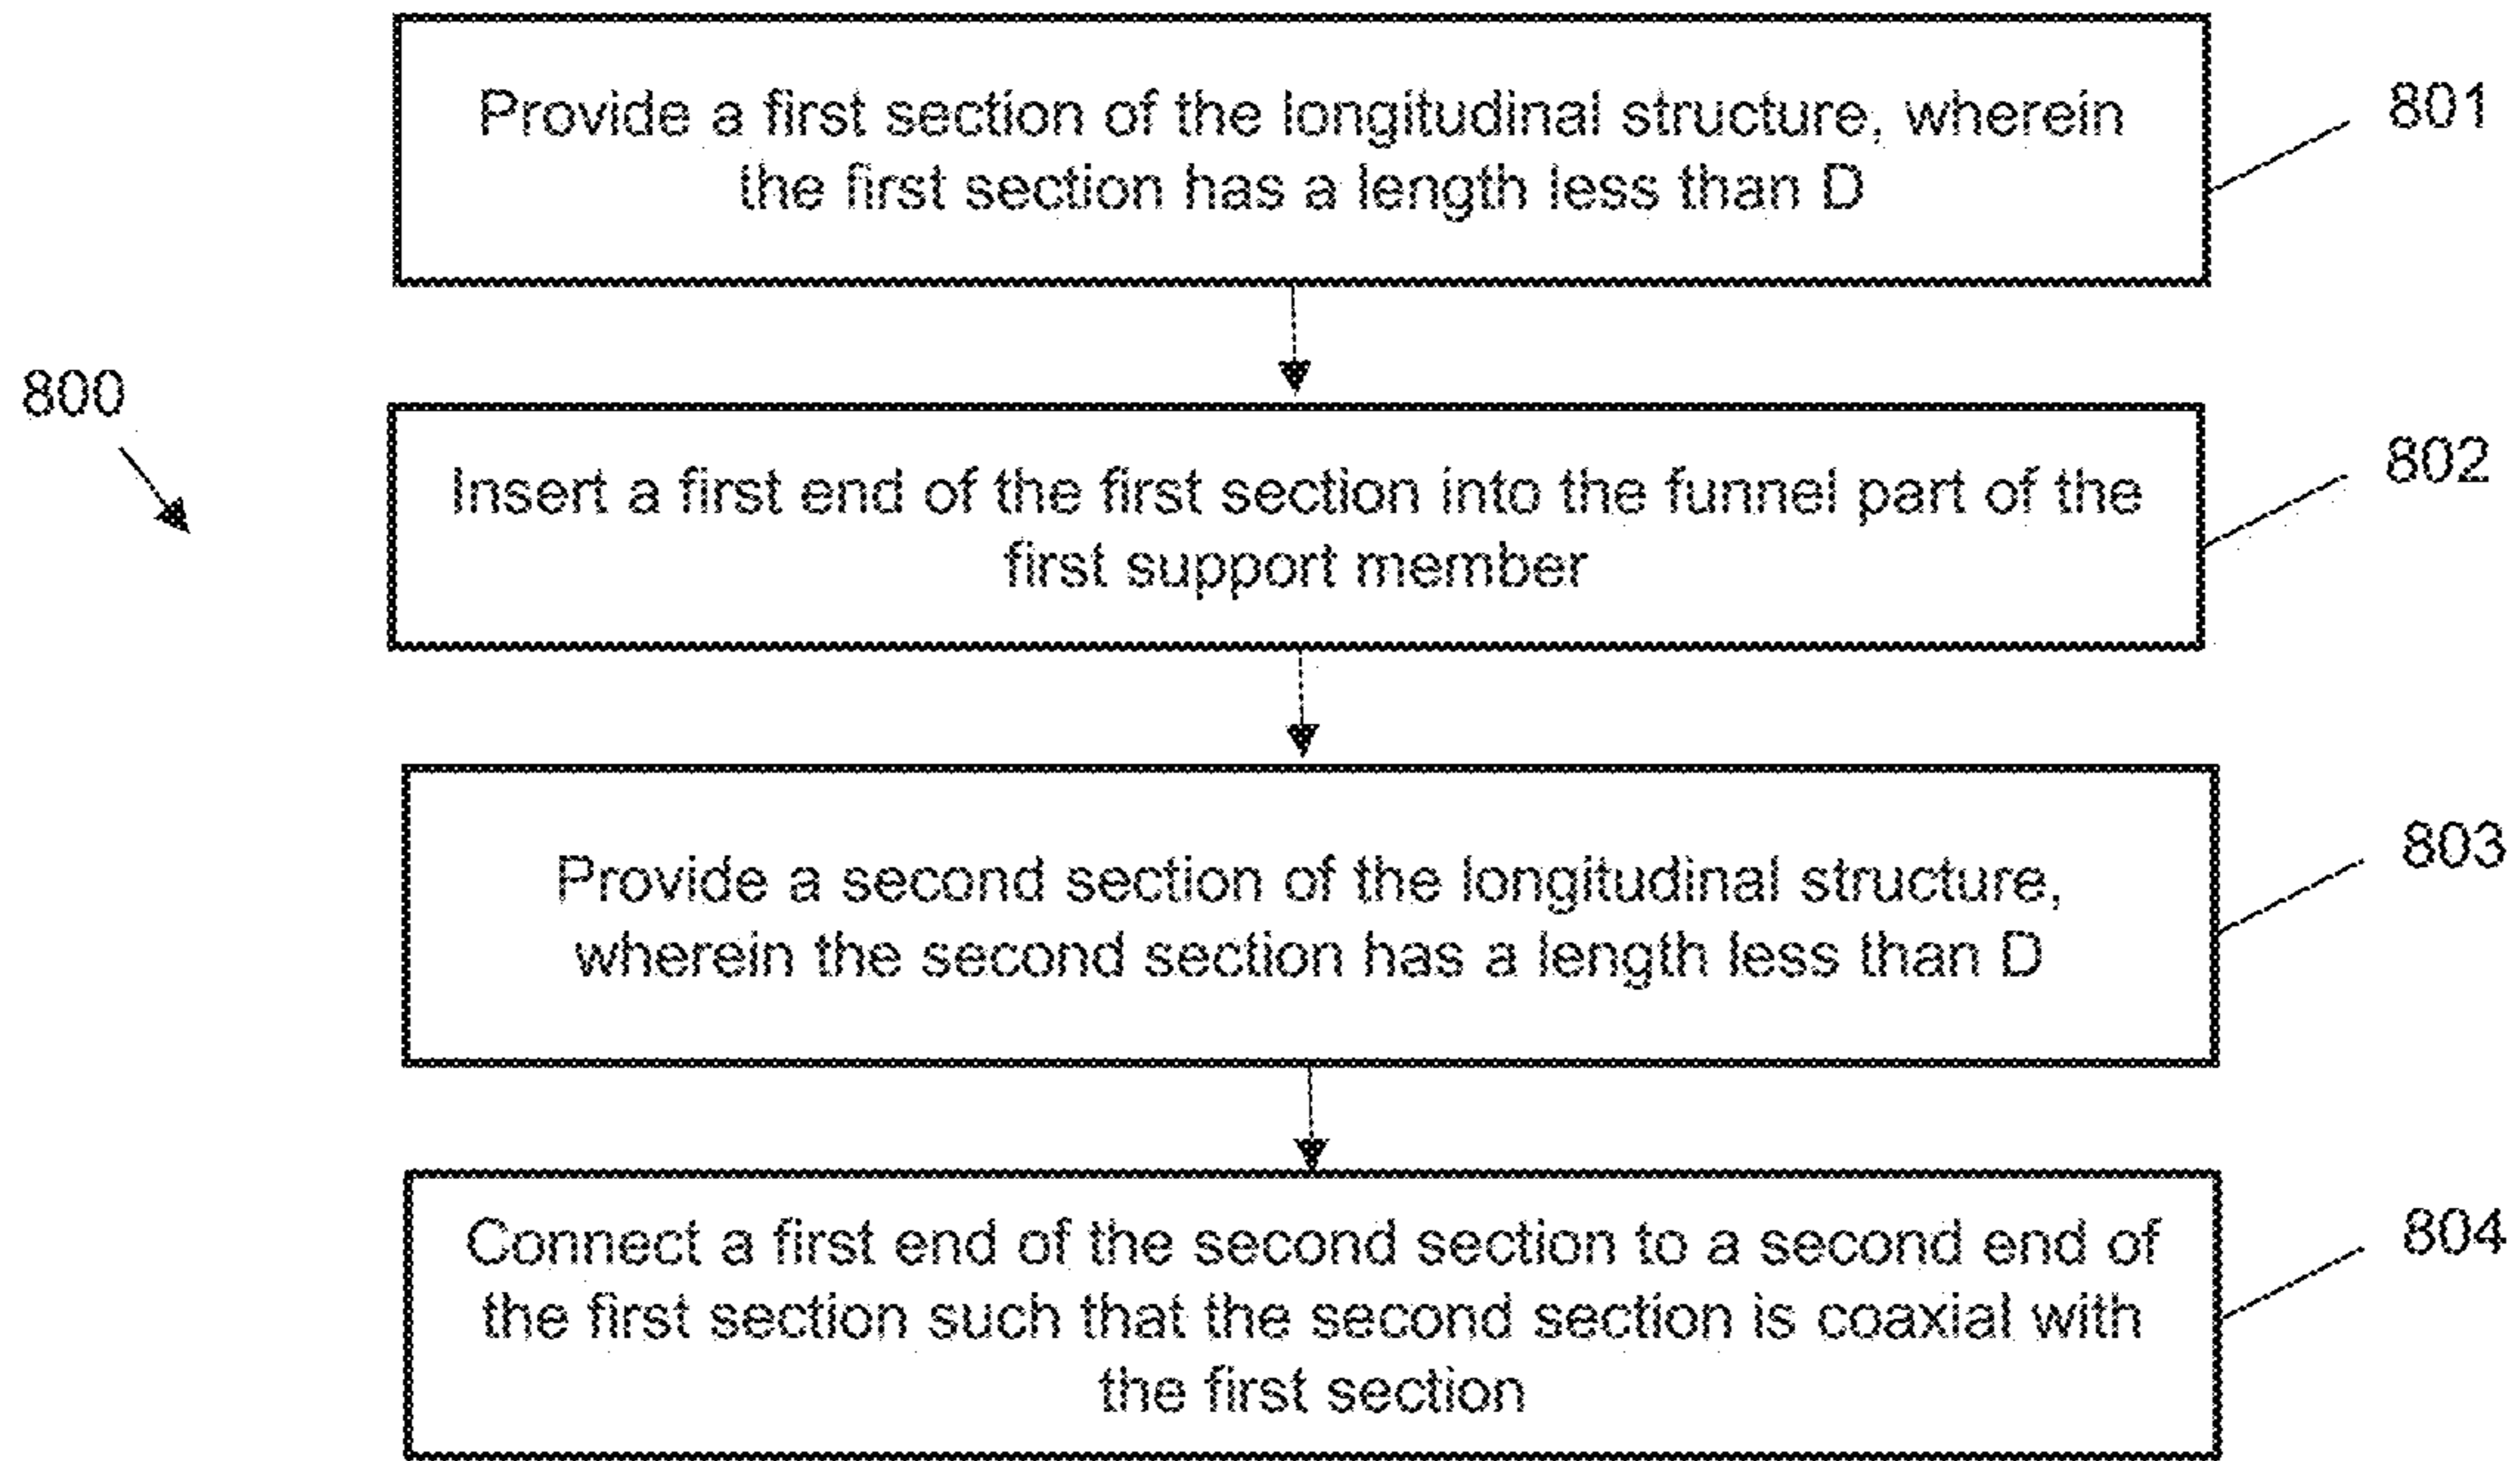 Provide a first section of the longitudinal structure, wherein
the first section has a length less than D
801
800
Insert a first end of the first section into the funnel part of the
first support member
802
Provide a second section of the longitudinal structure,
wherein the second section has a length less than D
803
Connect a first end of the second section to a second end of
the first section such that the second section is coaxial with
the first section
804